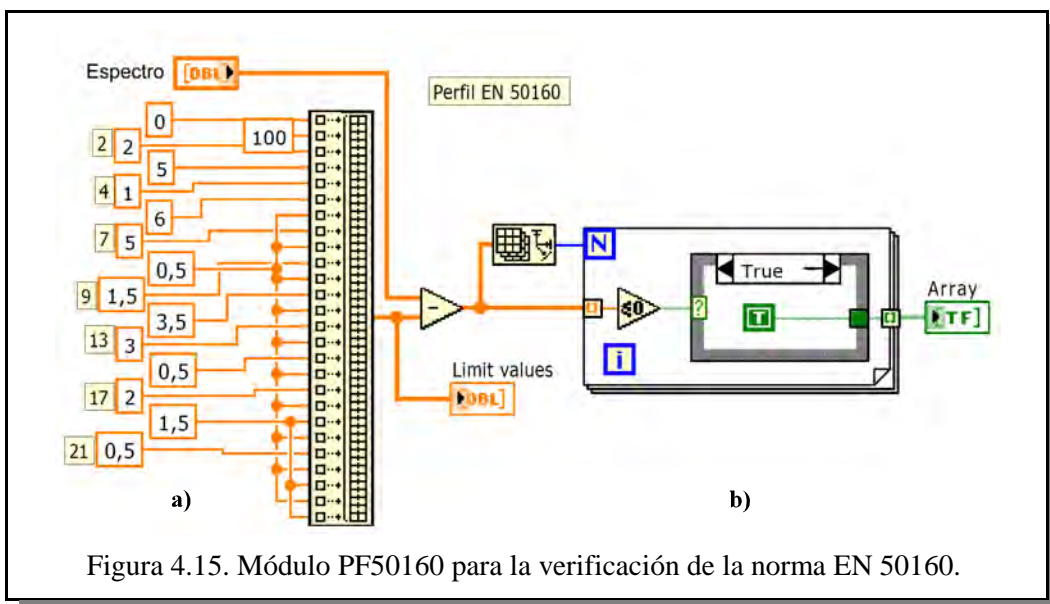 Espectro
[DBL
Perfil EN 50160
0
100
2 2
5
4 1
6
7 5
0,5
9 1,5
3,5
13 3
0,5
17 2
1,5
21 0,5
N
True
≤0
?
T
i
Array
TF]
Limit values
DBL]
a)
b)
Figura 4.15. Módulo PF50160 para la verificación de la norma EN 50160.